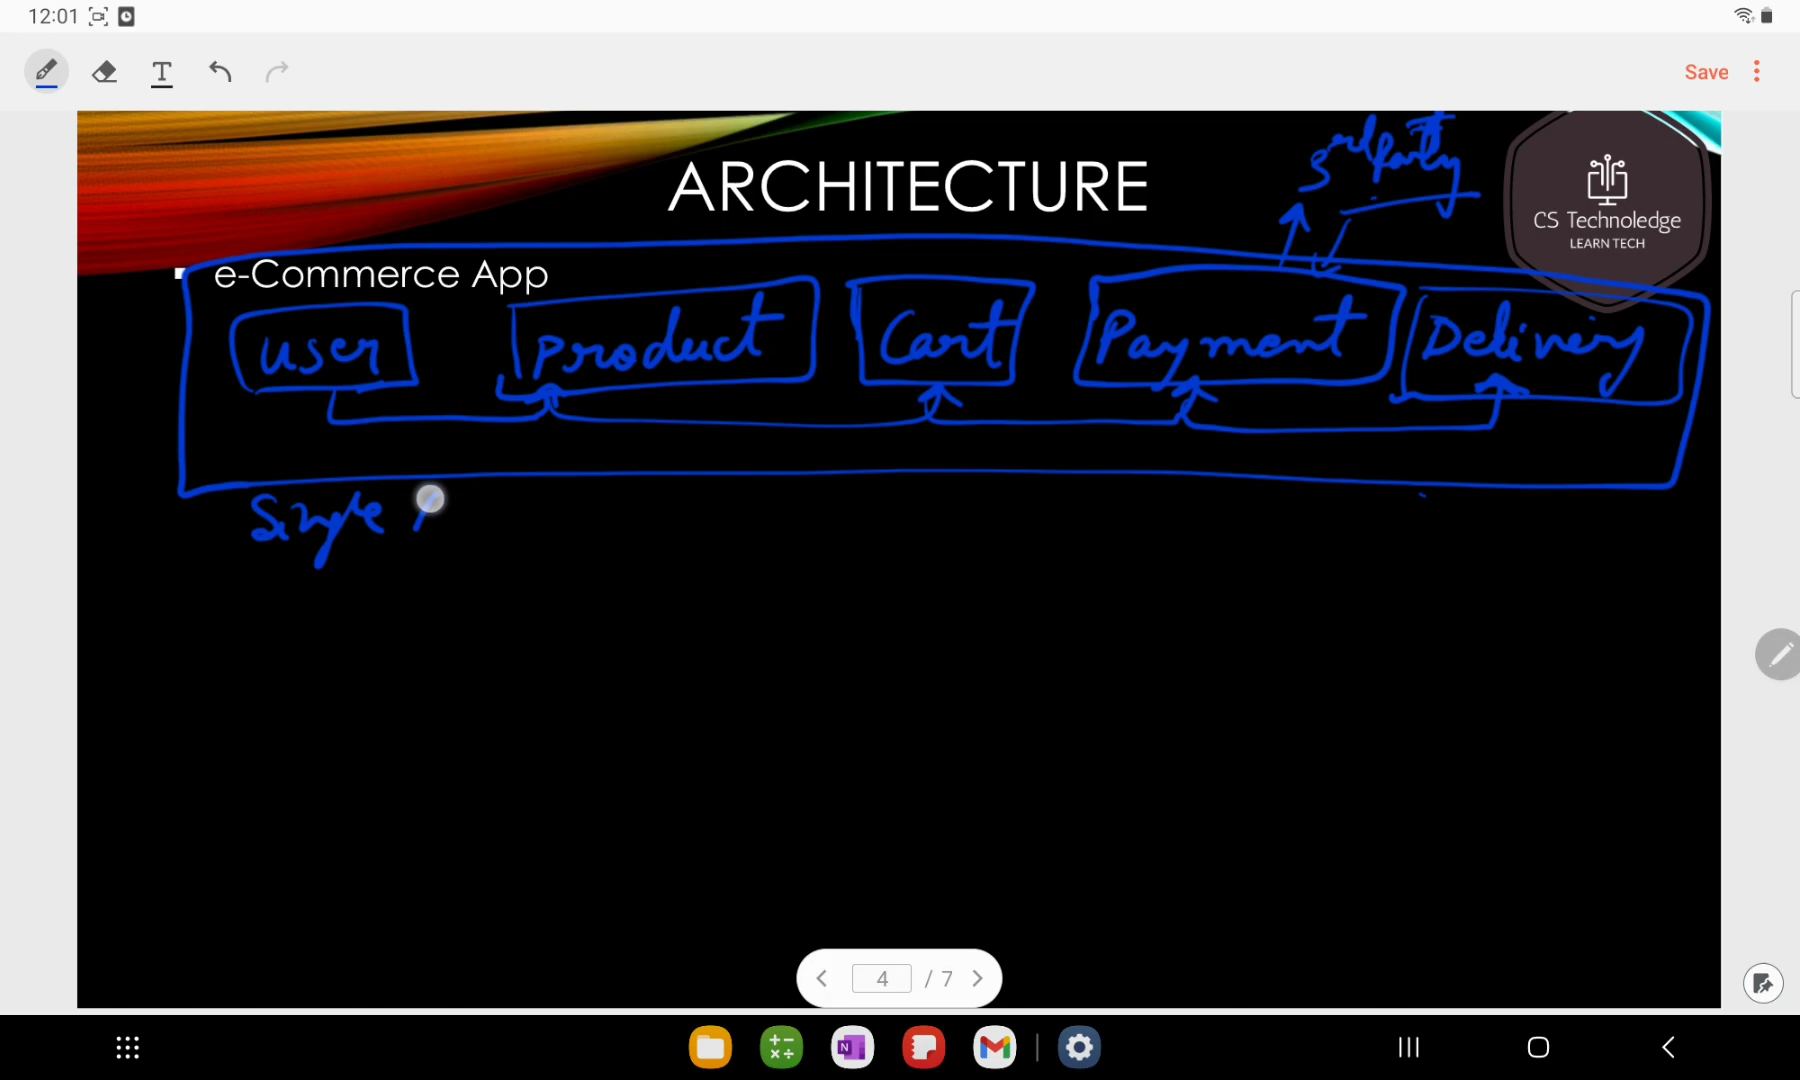 12:01
T
Save
3rd Party
ARCHITECTURE
CS Technoledge
LEARN TECH
e-Commerce App
user
Product
Cart
Payment
Delivery
Single
4 / 7
N